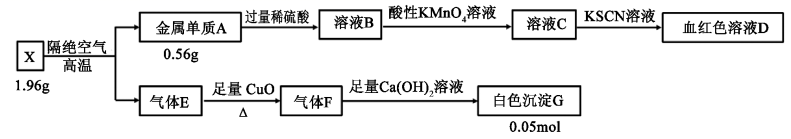 X
1.96g
隔绝空气
高温
金属单质A
0.56g
过量稀硫酸
溶液B
酸性KMnO₄溶液
溶液C
KSCN溶液
血红色溶液D
气体E
足量 CuO
Δ
气体F
足量Ca(OH)₂溶液
白色沉淀G
0.05mol